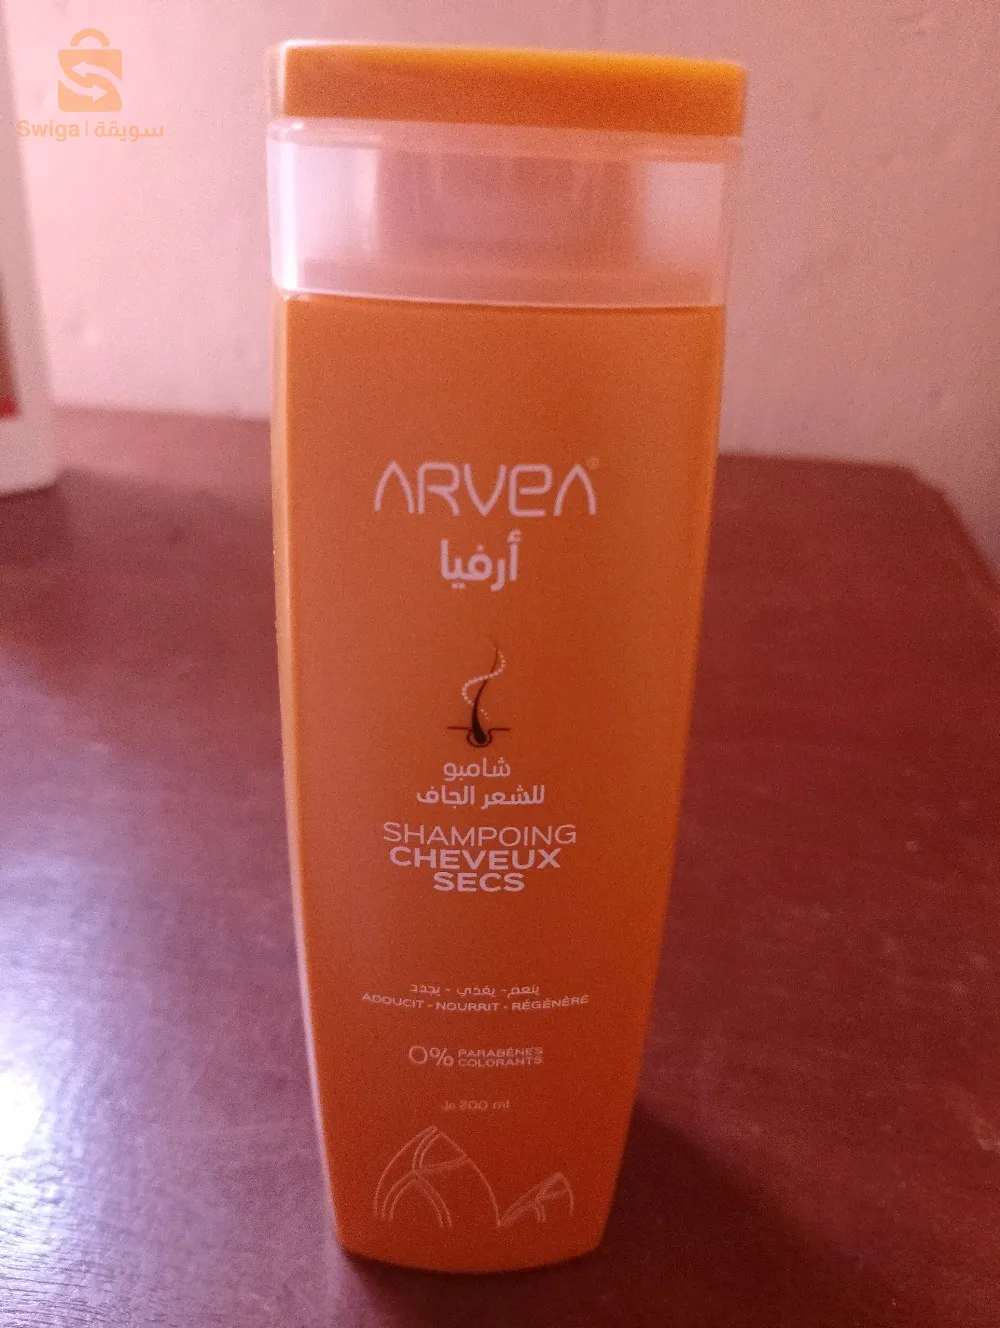 Swiga | سويقة
ARVEA
أرفيا
شامبو
للشعر الجاف
SHAMPOING
CHEVEUX
SECS
ينعم - يغذي - يجدد
ADOUCIT - NOURRIT - RÉGÉNÈRE
0% PARABÈNES
COLORANTS
ml